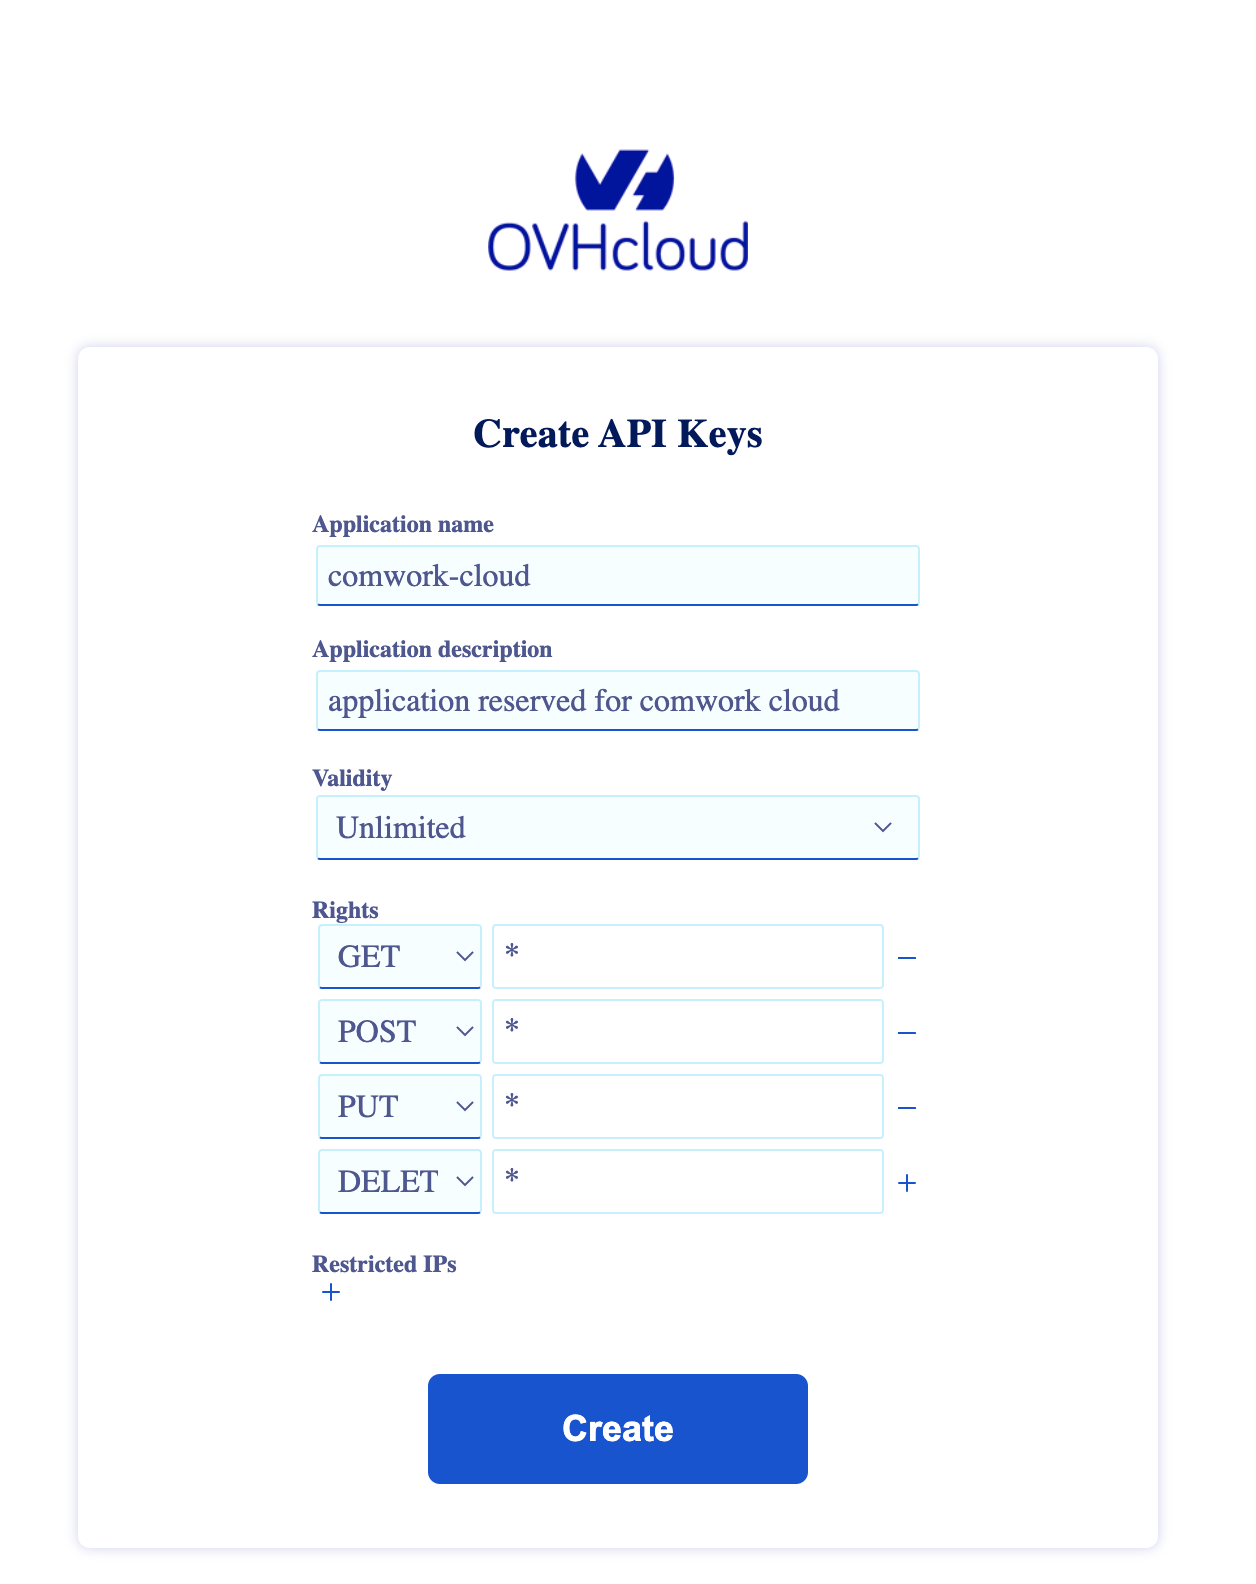 OVHcloud
Create API Keys
Application name
comwork-cloud
Application description
application reserved for comwork cloud
Validity
Unlimited
Rights
GET *
POST *
PUT *
DELET *
Restricted IPs
Create